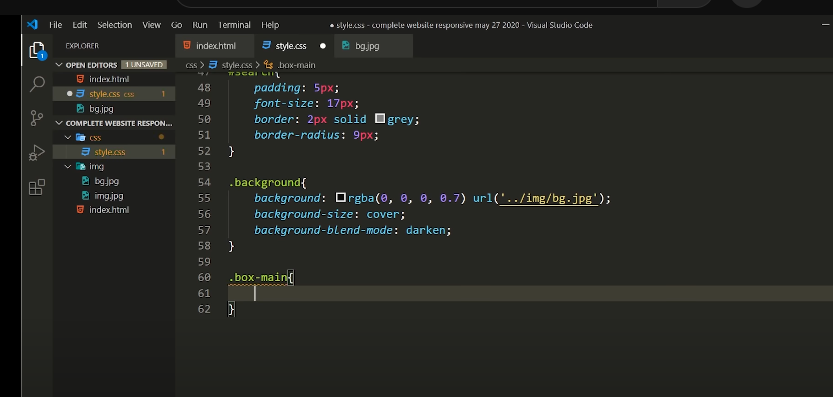 File Edit Selection View Go Run Terminal Help
● style.css - complete website responsive may 27 2020 - Visual Studio Code
EXPLORER
index.html
style.css ●
bg.jpg
OPEN EDITORS 1 UNSAVED
css > style.css > .box-main
index.html
● style.css css 1
bg.jpg
COMPLETE WEBSITE RESPON...
css
style.css 1
img
bg.jpg
img.jpg
index.html
47 #search{
48 padding: 5px;
49 font-size: 17px;
50 border: 2px solid grey;
51 border-radius: 9px;
52 }
53
54 .background{
55 background: rgba(0, 0, 0, 0.7) url('../img/bg.jpg');
56 background-size: cover;
57 background-blend-mode: darken;
58 }
59
60 .box-main{
61
62 }
1